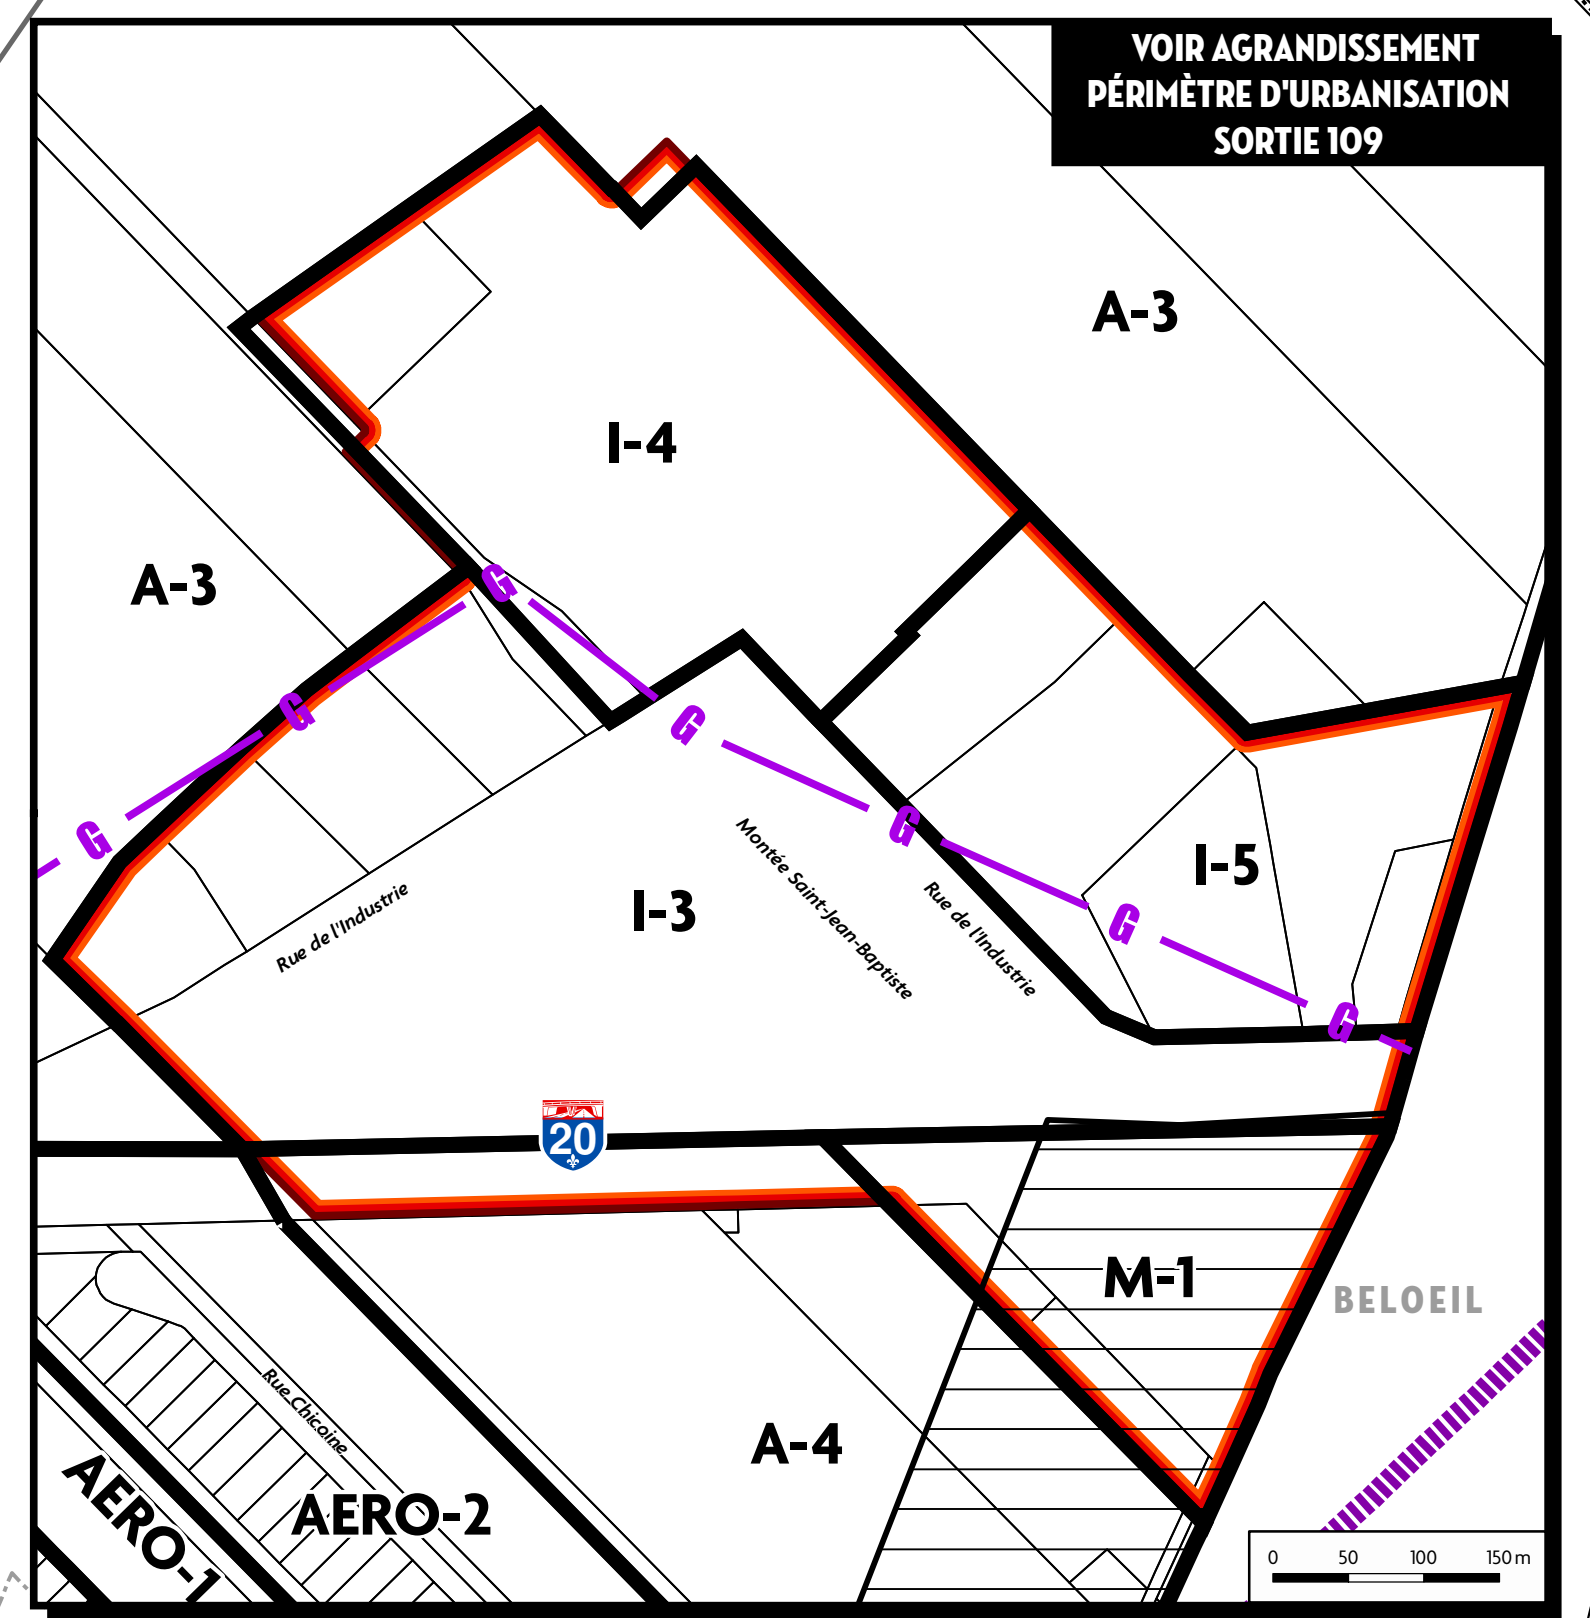 VOIR AGRANDISSEMENT
PÉRIMÈTRE D'URBANISATION
SORTIE 109
A-3
I-4
A-3
G
G
G
G
G
G
G
I-5
I-3
Montée Saint-Jean-Baptiste
Rue de l'Industrie
Rue de l'Industrie
20
M-1
BELOEIL
Rue Chicoine
A-4
AERO-2
AERO-1
0 50 100 150 m